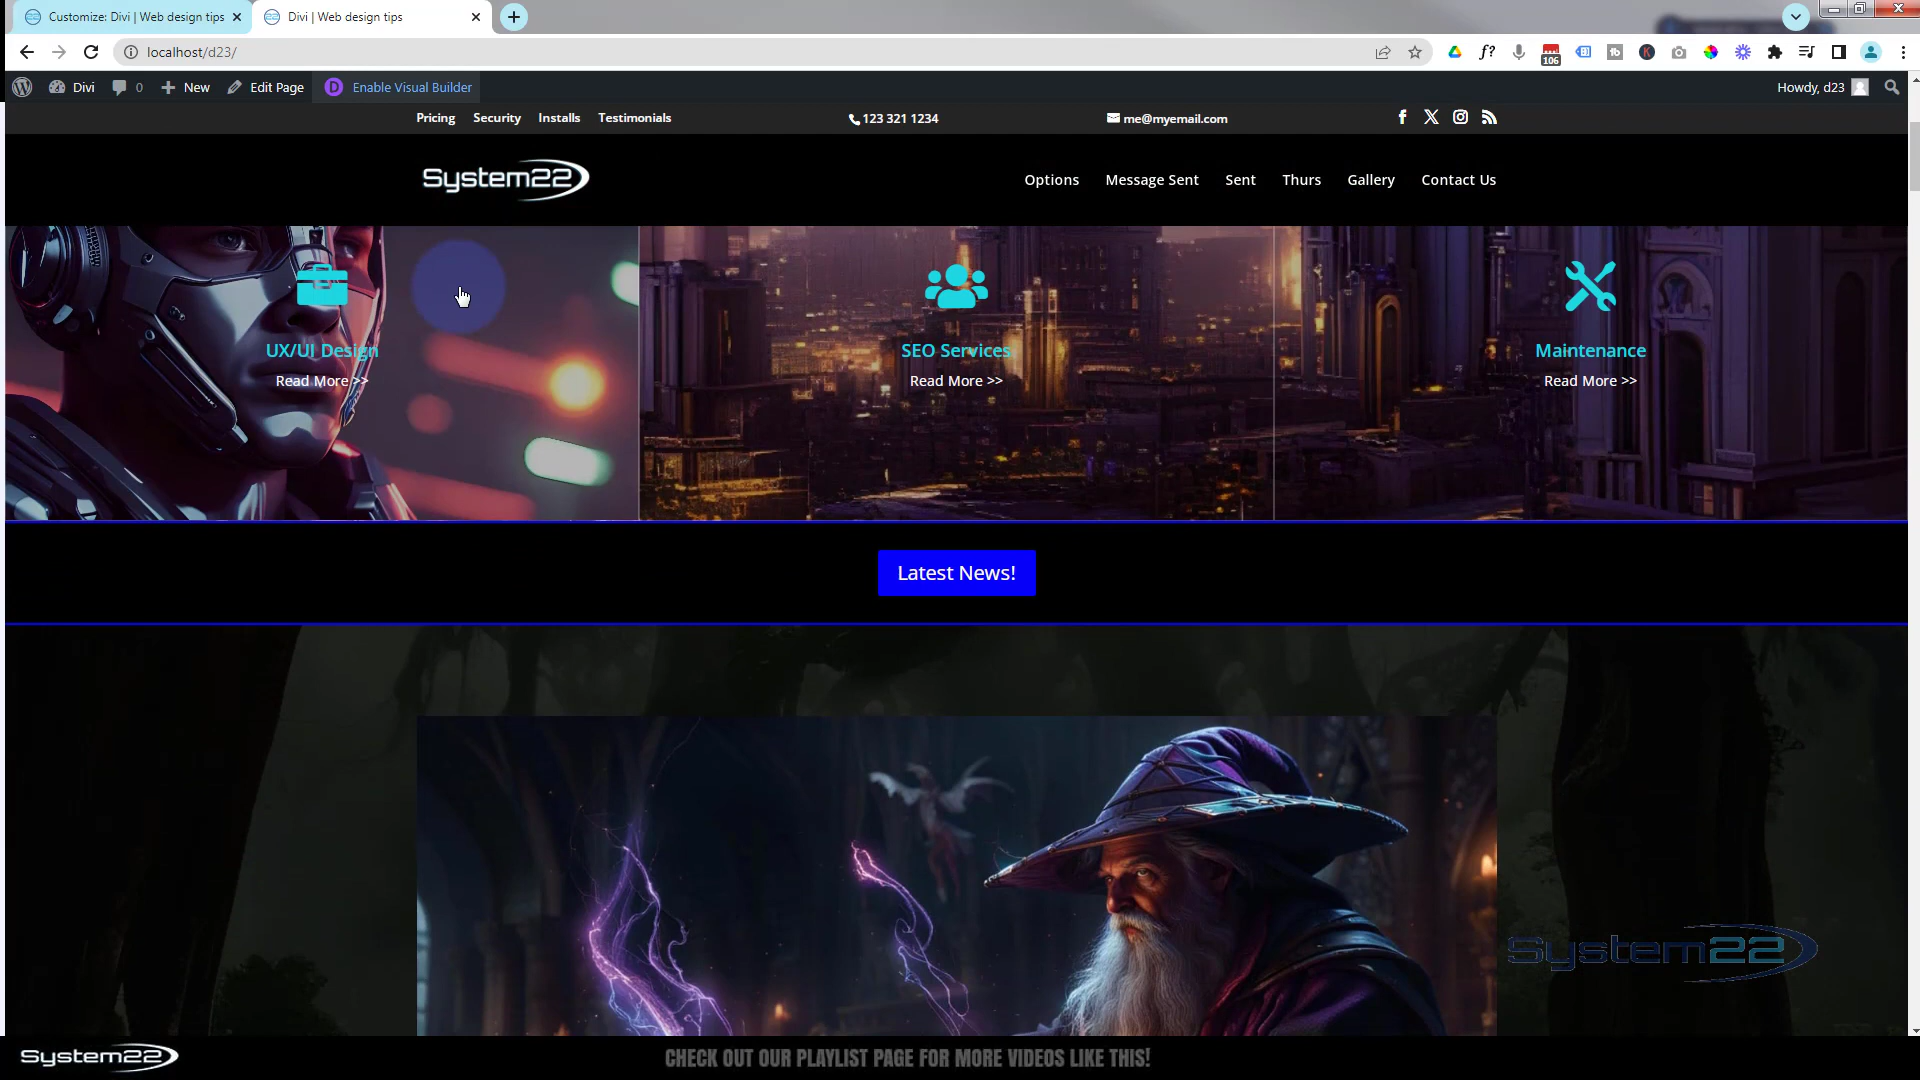 Customize: Divi | Web design tips
Divi | Web design tips
localhost/d23/
f?
106
Divi
0
New
Edit Page
D
Enable Visual Builder
Howdy, d23
Pricing
Security
Installs
Testimonials
123 321 1234
me@myemail.com
System22
Options
Message Sent
Sent
Thurs
Gallery
Contact Us
UX/UI Design
SEO Services
Maintenance
Read More >>
Read More >>
Read More >>
Latest News!
System22
System22
CHECK OUT OUR PLAYLIST PAGE FOR MORE VIDEOS LIKE THIS!